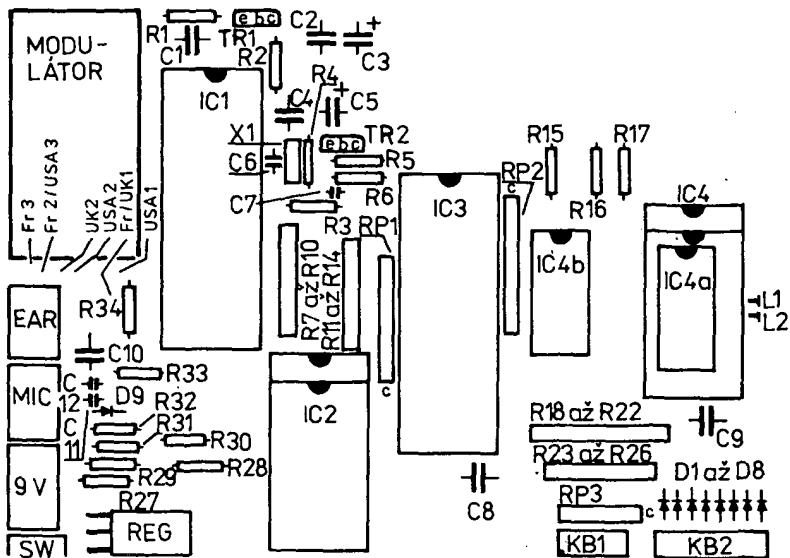 MODU-
LÁTOR
R1
C1
ebc
TR1
R2
C2
C3
+
IC1
C4
R4
C5
+
X1
C6
ebc
TR2
R5
R6
C7
R3
RP1
IC3
RP2
c
R15
R16
R17
IC4
IC4b
IC4a
L1
L2
Fr 3
Fr 2/USA3
UK2
USA2
Fr/UK1
USA1
R34
EAR
C10
R7 až R10
R11 až R14
c
MIC
C
12
D9
R33
R32
C
11
R31
R30
R29
R28
9 V
R27
REG
SW
IC2
C8
R18 až R22
C9
R23 až R26
D1 až D8
RP3
c
KB1
KB2